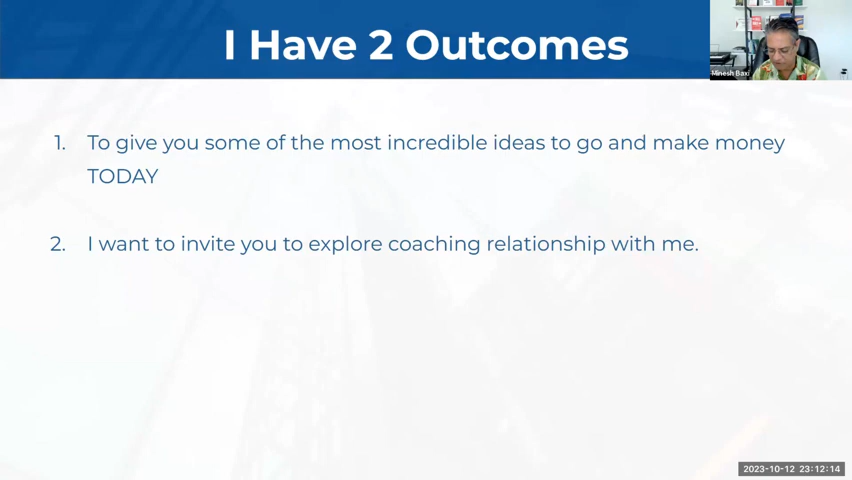 I Have 2 Outcomes
Minesh Baxi
1. To give you some of the most incredible ideas to go and make money
TODAY
2. I want to invite you to explore coaching relationship with me.
2023-10-12 23:12:14